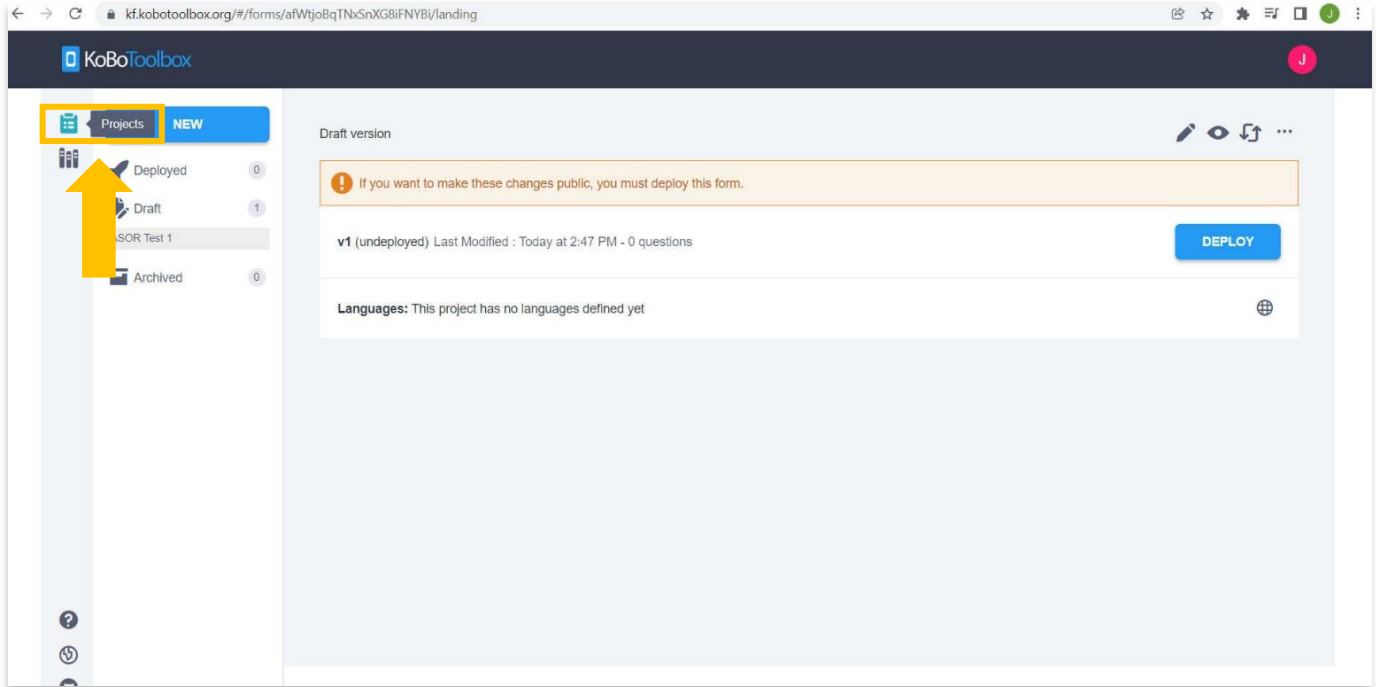 kf.kobotoolbox.org/#/forms/afWtjoBqTNxSnXG8iFNYBi/landing
J
KoBoToolbox
J
Projects
NEW
Deployed 0
Draft 1
ASOR Test 1
Archived 0
Draft version
If you want to make these changes public, you must deploy this form.
v1 (undeployed) Last Modified : Today at 2:47 PM - 0 questions
DEPLOY
Languages: This project has no languages defined yet